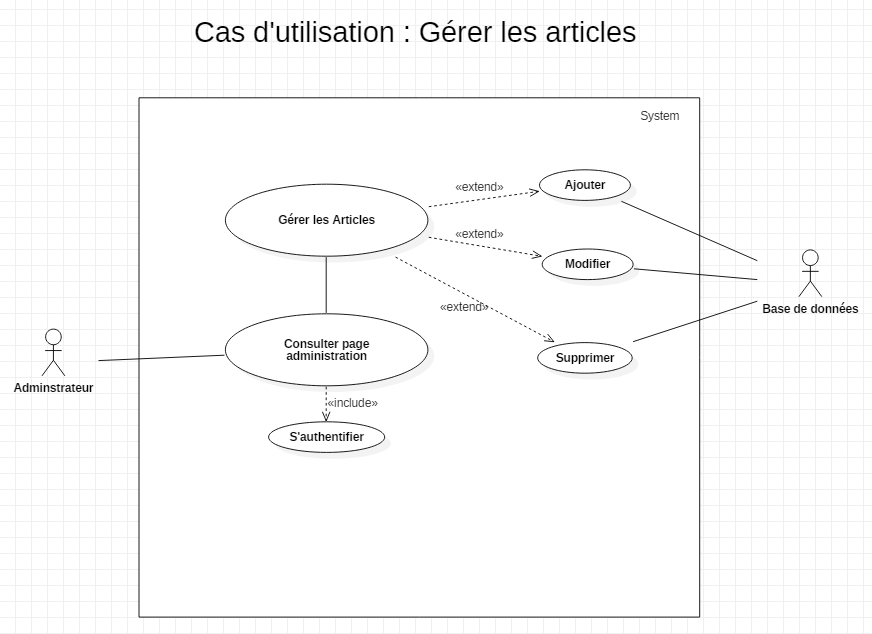 Cas d'utilisation : Gérer les articles
System
«extend»
Ajouter
Gérer les Articles
«extend»
Modifier
«extend»
Base de données
Consulter page
administration
Supprimer
Adminstrateur
«include»
S'authentifier